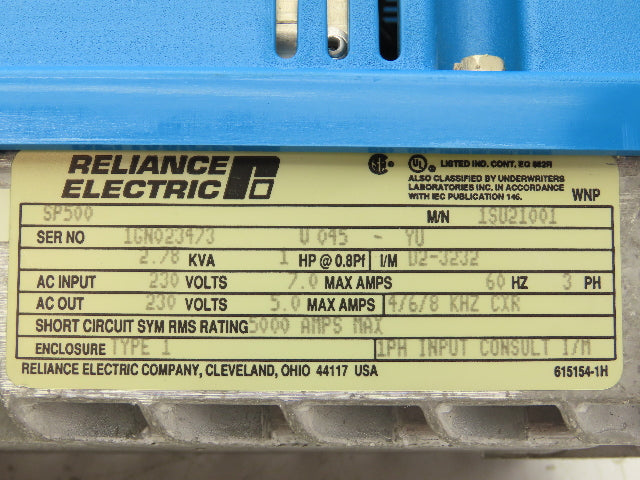 RELIANCE
ELECTRIC
LISTED IND. CONT. EQ 882R
ALSO CLASSIFIED BY UNDERWRITERS
LABORATORIES INC. IN ACCORDANCE
WITH IEC PUBLICATION 146.
WNP
SP500 M/N 1SU21001
SER NO V 095 - YU
2.78 KVA 1 HP @ 0.8Pf I/M D2-3232
AC INPUT 230 VOLTS 7.0 MAX AMPS 60 HZ 3 PH
AC OUT 230 VOLTS 5.0 MAX AMPS 4/6/8 KHZ CXR
SHORT CIRCUIT SYM RMS RATING 5000 AMPS MAX
ENCLOSURE TYPE 1 1PH INPUT CONSULT I/M
RELIANCE ELECTRIC COMPANY, CLEVELAND, OHIO 44117 USA 615154-1H